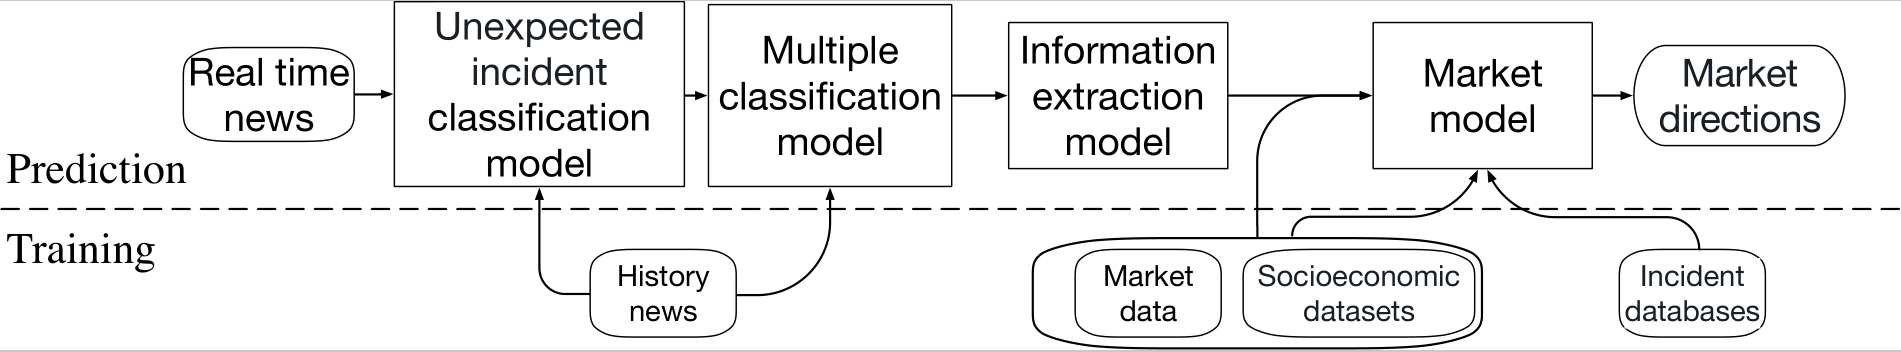 Real time
news
Unexpected
incident
classification
model
Multiple
classification
model
Information
extraction
model
Market
model
Market
directions
Prediction
Training
History
news
Market
data
Socioeconomic
datasets
Incident
databases